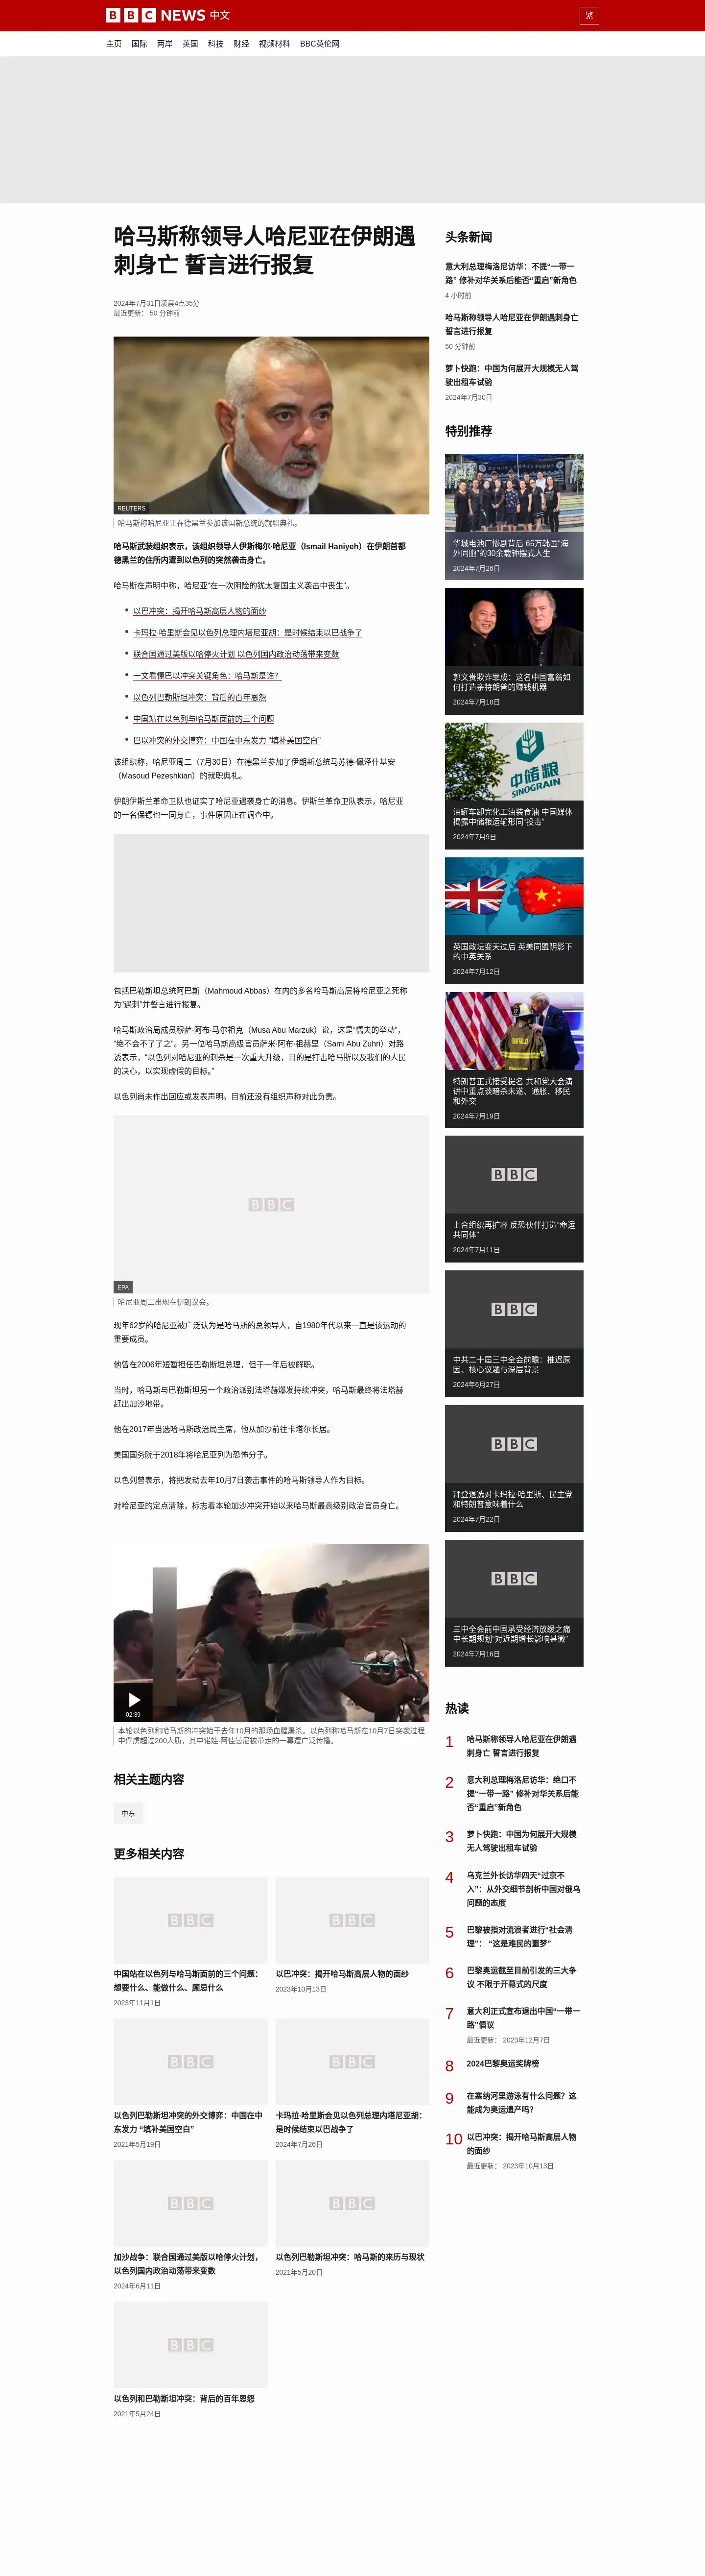 BBC NEWS 中文
繁
主页 国际 两岸 英国 科技 财经 视频材料 BBC英伦网
哈马斯称领导人哈尼亚在伊朗遇
刺身亡 誓言进行报复
2024年7月31日凌晨4点35分
最近更新： 50 分钟前
REUTERS
哈马斯称哈尼亚正在德黑兰参加该国新总统的就职典礼。
哈马斯武装组织表示，该组织领导人伊斯梅尔·哈尼亚（Ismail Haniyeh）在伊朗首都
德黑兰的住所内遭到以色列的突然袭击身亡。
哈马斯在声明中称，哈尼亚“在一次阴险的犹太复国主义袭击中丧生”。
以巴冲突：揭开哈马斯高层人物的面纱
卡玛拉·哈里斯会见以色列总理内塔尼亚胡：是时候结束以巴战争了
联合国通过美版以哈停火计划 以色列国内政治动荡带来变数
一文看懂巴以冲突关键角色：哈马斯是谁？
以色列巴勒斯坦冲突：背后的百年恩怨
中国站在以色列与哈马斯面前的三个问题
巴以冲突的外交博弈：中国在中东发力 “填补美国空白”
该组织称，哈尼亚周二（7月30日）在德黑兰参加了伊朗新总统马苏德·佩泽什基安
（Masoud Pezeshkian）的就职典礼。
伊朗伊斯兰革命卫队也证实了哈尼亚遇袭身亡的消息。伊斯兰革命卫队表示，哈尼亚
的一名保镖也一同身亡，事件原因正在调查中。
包括巴勒斯坦总统阿巴斯（Mahmoud Abbas）在内的多名哈马斯高层将哈尼亚之死称
为“遇刺”并誓言进行报复。
哈马斯政治局成员穆萨·阿布·马尔祖克（Musa Abu Marzuk）说，这是“懦夫的举动”，
“绝不会不了了之”。另一位哈马斯高级官员萨米·阿布·祖赫里（Sami Abu Zuhri）对路
透表示，“以色列对哈尼亚的刺杀是一次重大升级，目的是打击哈马斯以及我们的人民
的决心，以实现虚假的目标。”
以色列尚未作出回应或发表声明。目前还没有组织声称对此负责。
BBC
EPA
哈尼亚周二出现在伊朗议会。
现年62岁的哈尼亚被广泛认为是哈马斯的总领导人，自1980年代以来一直是该运动的
重要成员。
他曾在2006年短暂担任巴勒斯坦总理，但于一年后被解职。
当时，哈马斯与巴勒斯坦另一个政治派别法塔赫爆发持续冲突，哈马斯最终将法塔赫
赶出加沙地带。
他在2017年当选哈马斯政治局主席，他从加沙前往卡塔尔长居。
美国国务院于2018年将哈尼亚列为恐怖分子。
以色列曾表示，将把发动去年10月7日袭击事件的哈马斯领导人作为目标。
对哈尼亚的定点清除，标志着本轮加沙冲突开始以来哈马斯最高级别政治官员身亡。
02:39
本轮以色列和哈马斯的冲突始于去年10月的那场血腥屠杀。以色列称哈马斯在10月7日突袭过程
中俘虏超过200人质，其中诺娃·阿佳曼尼被带走的一幕遭广泛传播。
相关主题内容
中东
更多相关内容
BBC
中国站在以色列与哈马斯面前的三个问题：
想要什么、能做什么、顾忌什么
2023年11月1日
BBC
以巴冲突：揭开哈马斯高层人物的面纱
2023年10月13日
BBC
以色列巴勒斯坦冲突的外交博弈：中国在中
东发力 “填补美国空白”
2021年5月19日
BBC
卡玛拉·哈里斯会见以色列总理内塔尼亚胡：
是时候结束以巴战争了
2024年7月26日
BBC
加沙战争：联合国通过美版以哈停火计划，
以色列国内政治动荡带来变数
2024年6月11日
BBC
以色列巴勒斯坦冲突：哈马斯的来历与现状
2021年5月20日
BBC
以色列和巴勒斯坦冲突：背后的百年恩怨
2021年5月24日
头条新闻
意大利总理梅洛尼访华：不提“一带一
路” 修补对华关系后能否“重启”新角色
4 小时前
哈马斯称领导人哈尼亚在伊朗遇刺身亡
誓言进行报复
50 分钟前
萝卜快跑：中国为何展开大规模无人驾
驶出租车试验
2024年7月30日
特别推荐
华城电池厂惨剧背后 65万韩国“海
外同胞”的30余载钟摆式人生
2024年7月26日
郭文贵欺诈罪成：这名中国富翁如
何打造亲特朗普的赚钱机器
2024年7月18日
中储粮
SINOGRAIN
油罐车卸完化工油装食油 中国媒体
揭露中储粮运输形同“投毒”
2024年7月9日
英国政坛变天过后 英美同盟阴影下
的中英关系
2024年7月12日
BUFFALO
特朗普正式接受提名 共和党大会演
讲中重点谈暗杀未遂、通胀、移民
和外交
2024年7月19日
BBC
上合组织再扩容 反恐伙伴打造“命运
共同体”
2024年7月11日
BBC
中共二十届三中全会前瞻：推迟原
因、核心议题与深层背景
2024年6月27日
BBC
拜登退选对卡玛拉·哈里斯、民主党
和特朗普意味着什么
2024年7月22日
BBC
三中全会前中国承受经济放缓之痛
中长期规划“对近期增长影响甚微”
2024年7月16日
热读
1 哈马斯称领导人哈尼亚在伊朗遇
刺身亡 誓言进行报复
2 意大利总理梅洛尼访华：绝口不
提“一带一路” 修补对华关系后能
否“重启”新角色
3 萝卜快跑：中国为何展开大规模
无人驾驶出租车试验
4 乌克兰外长访华四天“过京不
入”：从外交细节剖析中国对俄乌
问题的态度
5 巴黎被指对流浪者进行“社会清
理”： “这是难民的噩梦”
6 巴黎奥运截至目前引发的三大争
议 不限于开幕式的尺度
7 意大利正式宣布退出中国“一带一
路”倡议
最近更新： 2023年12月7日
8 2024巴黎奥运奖牌榜
9 在塞纳河里游泳有什么问题？这
能成为奥运遗产吗？
10 以巴冲突：揭开哈马斯高层人物
的面纱
最近更新： 2023年10月13日